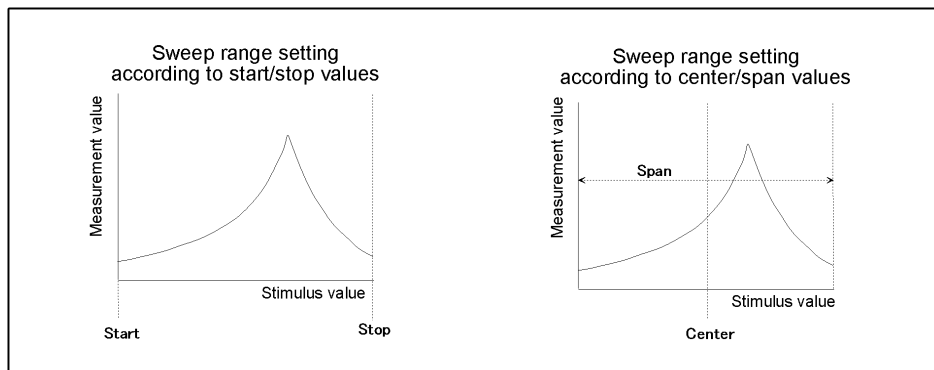 Sweep range setting
according to start/stop values
Measurement value
Stimulus value
Start
Stop
Sweep range setting
according to center/span values
Measurement value
Span
Stimulus value
Center